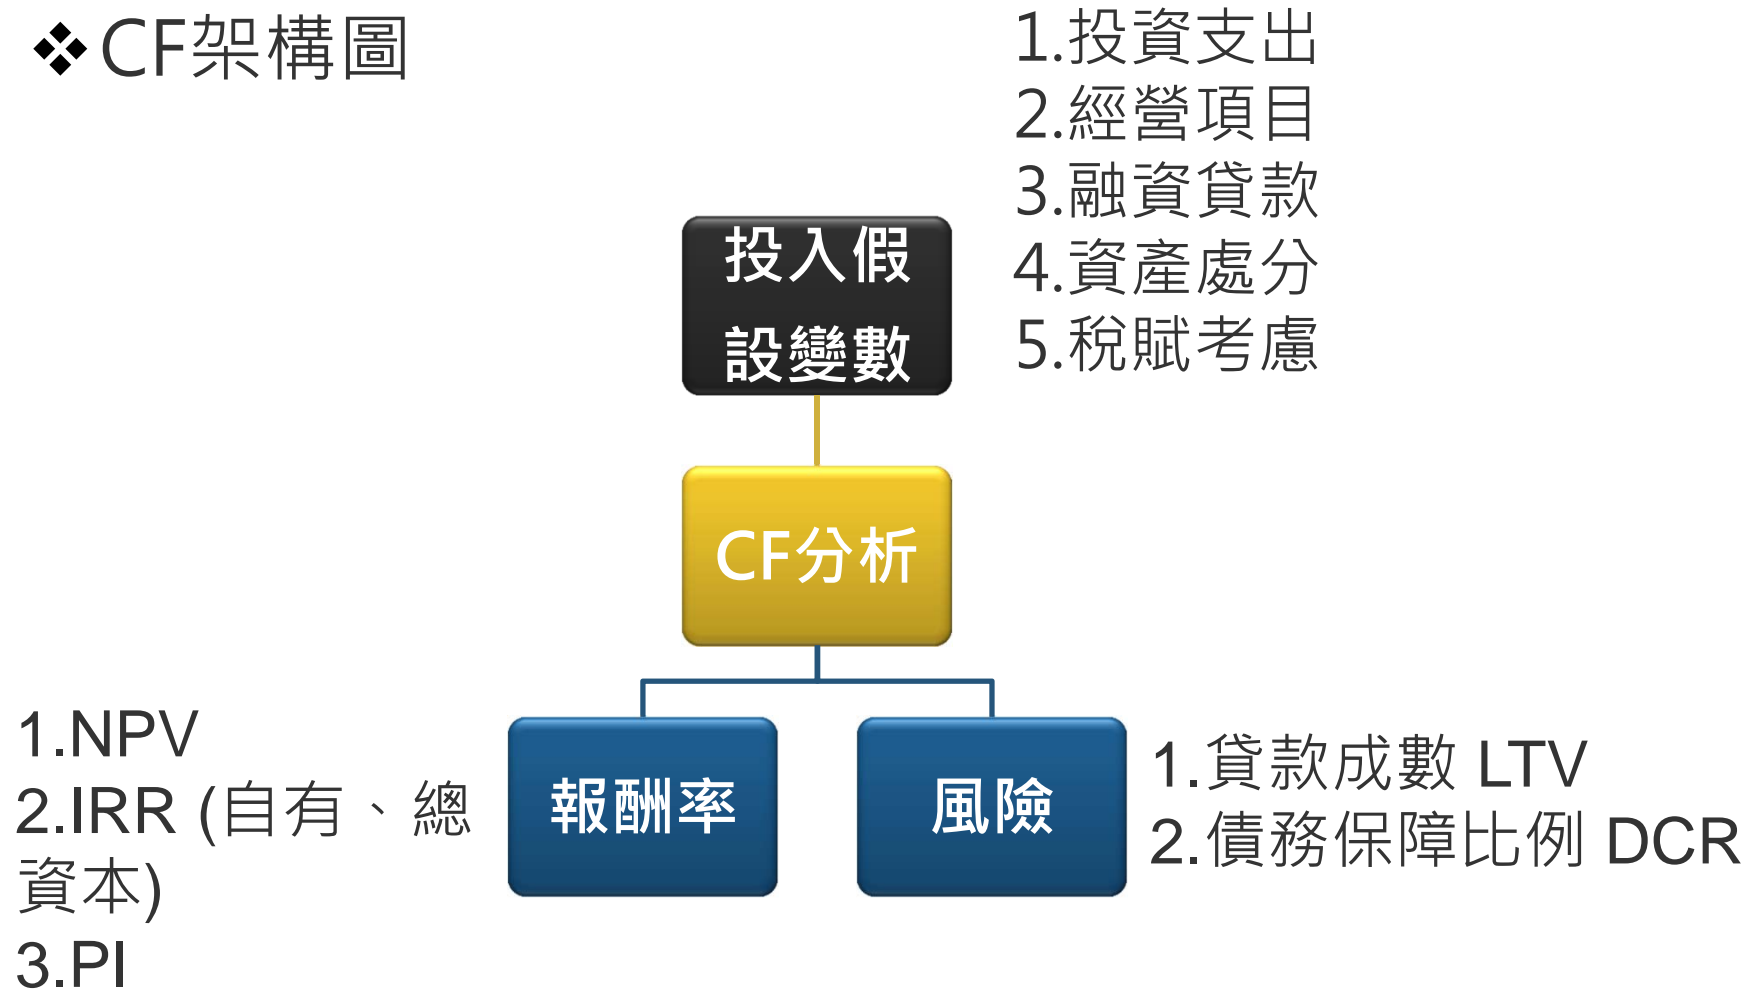 ❖CF架構圖
1.投資支出
2.經營項目
3.融資貸款
4.資產處分
5.稅賦考慮
投入假
設變數
CF分析
報酬率
風險
1.NPV
2.IRR (自有、總
資本)
3.PI
1.貸款成數 LTV
2.債務保障比例 DCR